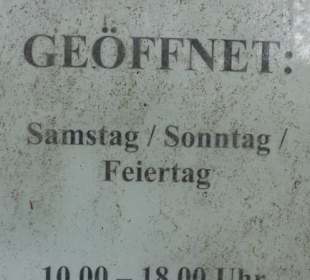 GEÖFFNET:
Samstag / Sonntag /
Feiertag
10.00 – 18.00 Uhr